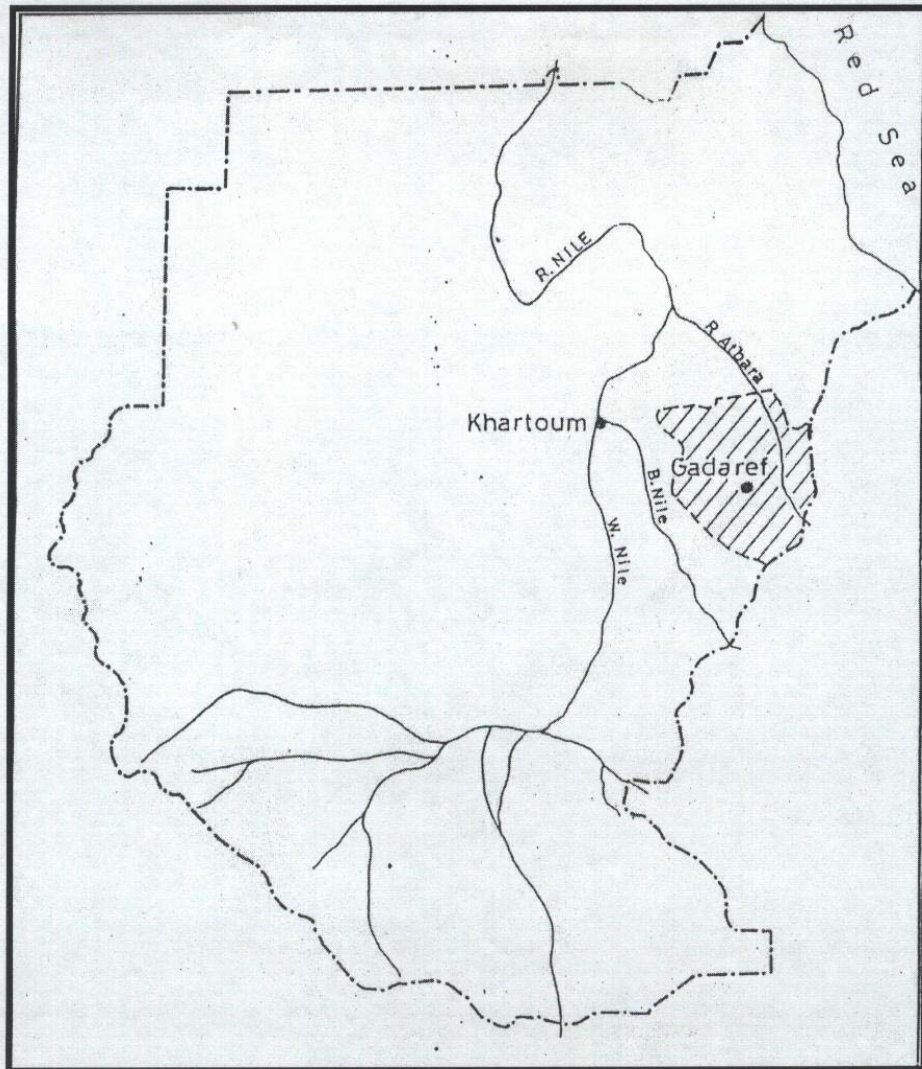 Red Sea
R. NILE
R. Atbara
Khartoum
Gadaref
B. Nile
W. Nile